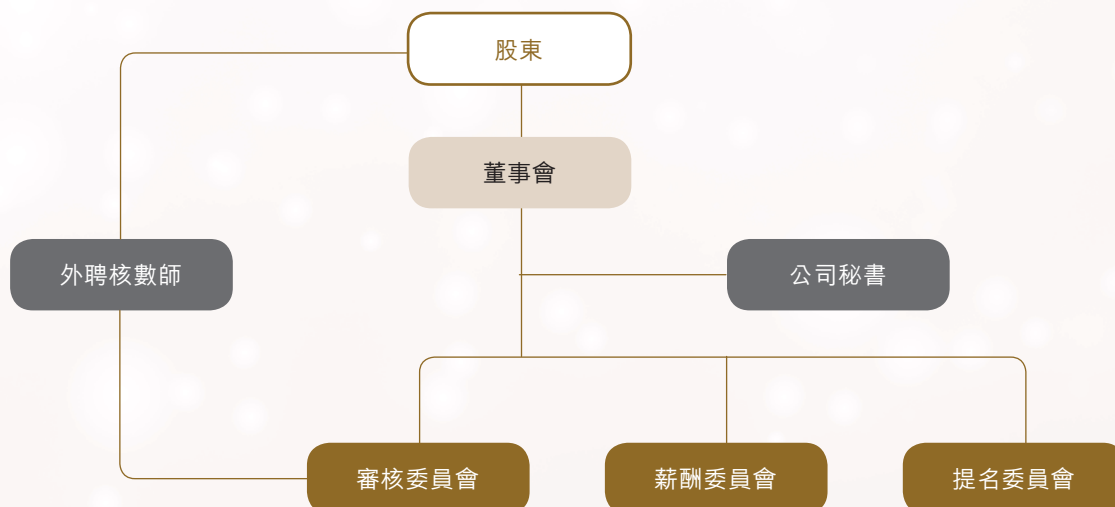 股東
董事會
外聘核數師
公司秘書
審核委員會
薪酬委員會
提名委員會